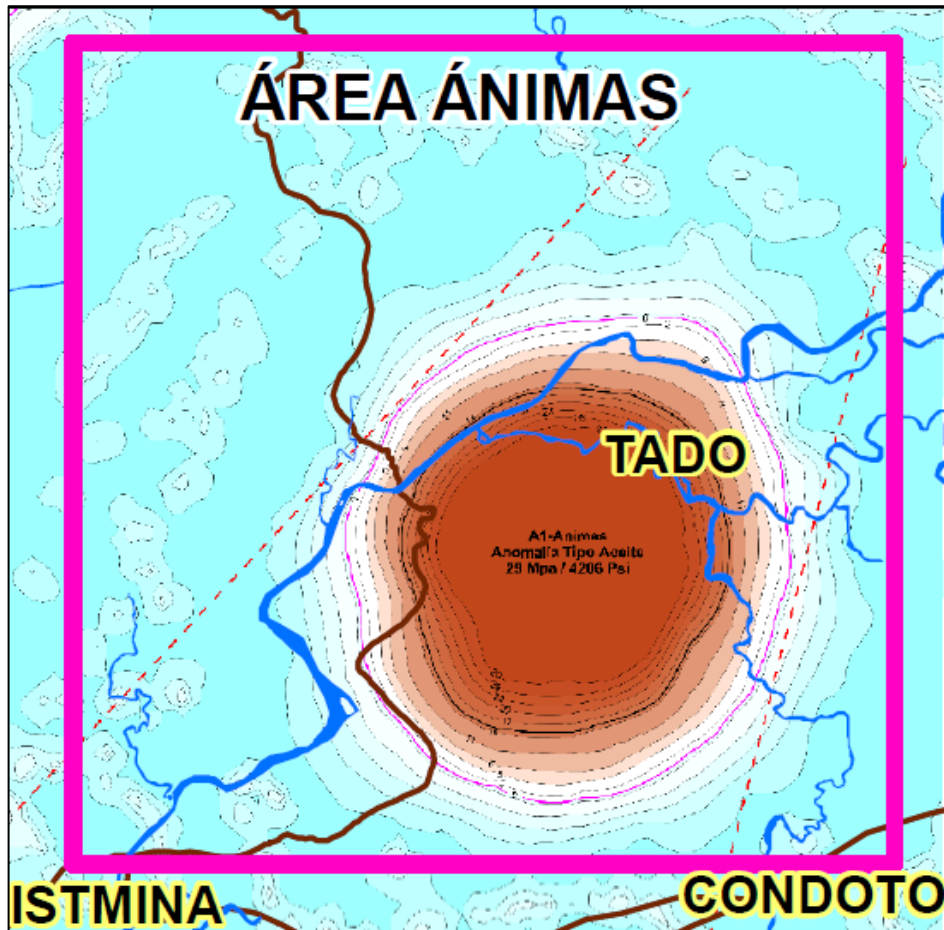 ÁREA ÁNIMAS
TADO
A1-Animas
Anomalía Tipo Aceite
29 Mpa / 4206 Psi
ISTMINA
CONDOTO